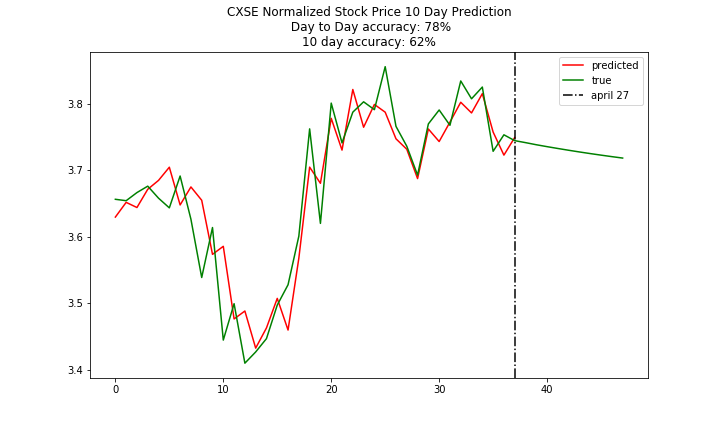 CXSE Normalized Stock Price 10 Day Prediction
Day to Day accuracy: 78%
10 day accuracy: 62%
predicted
true
april 27
3.8
3.7
3.6
3.5
3.4
0
10
20
30
40